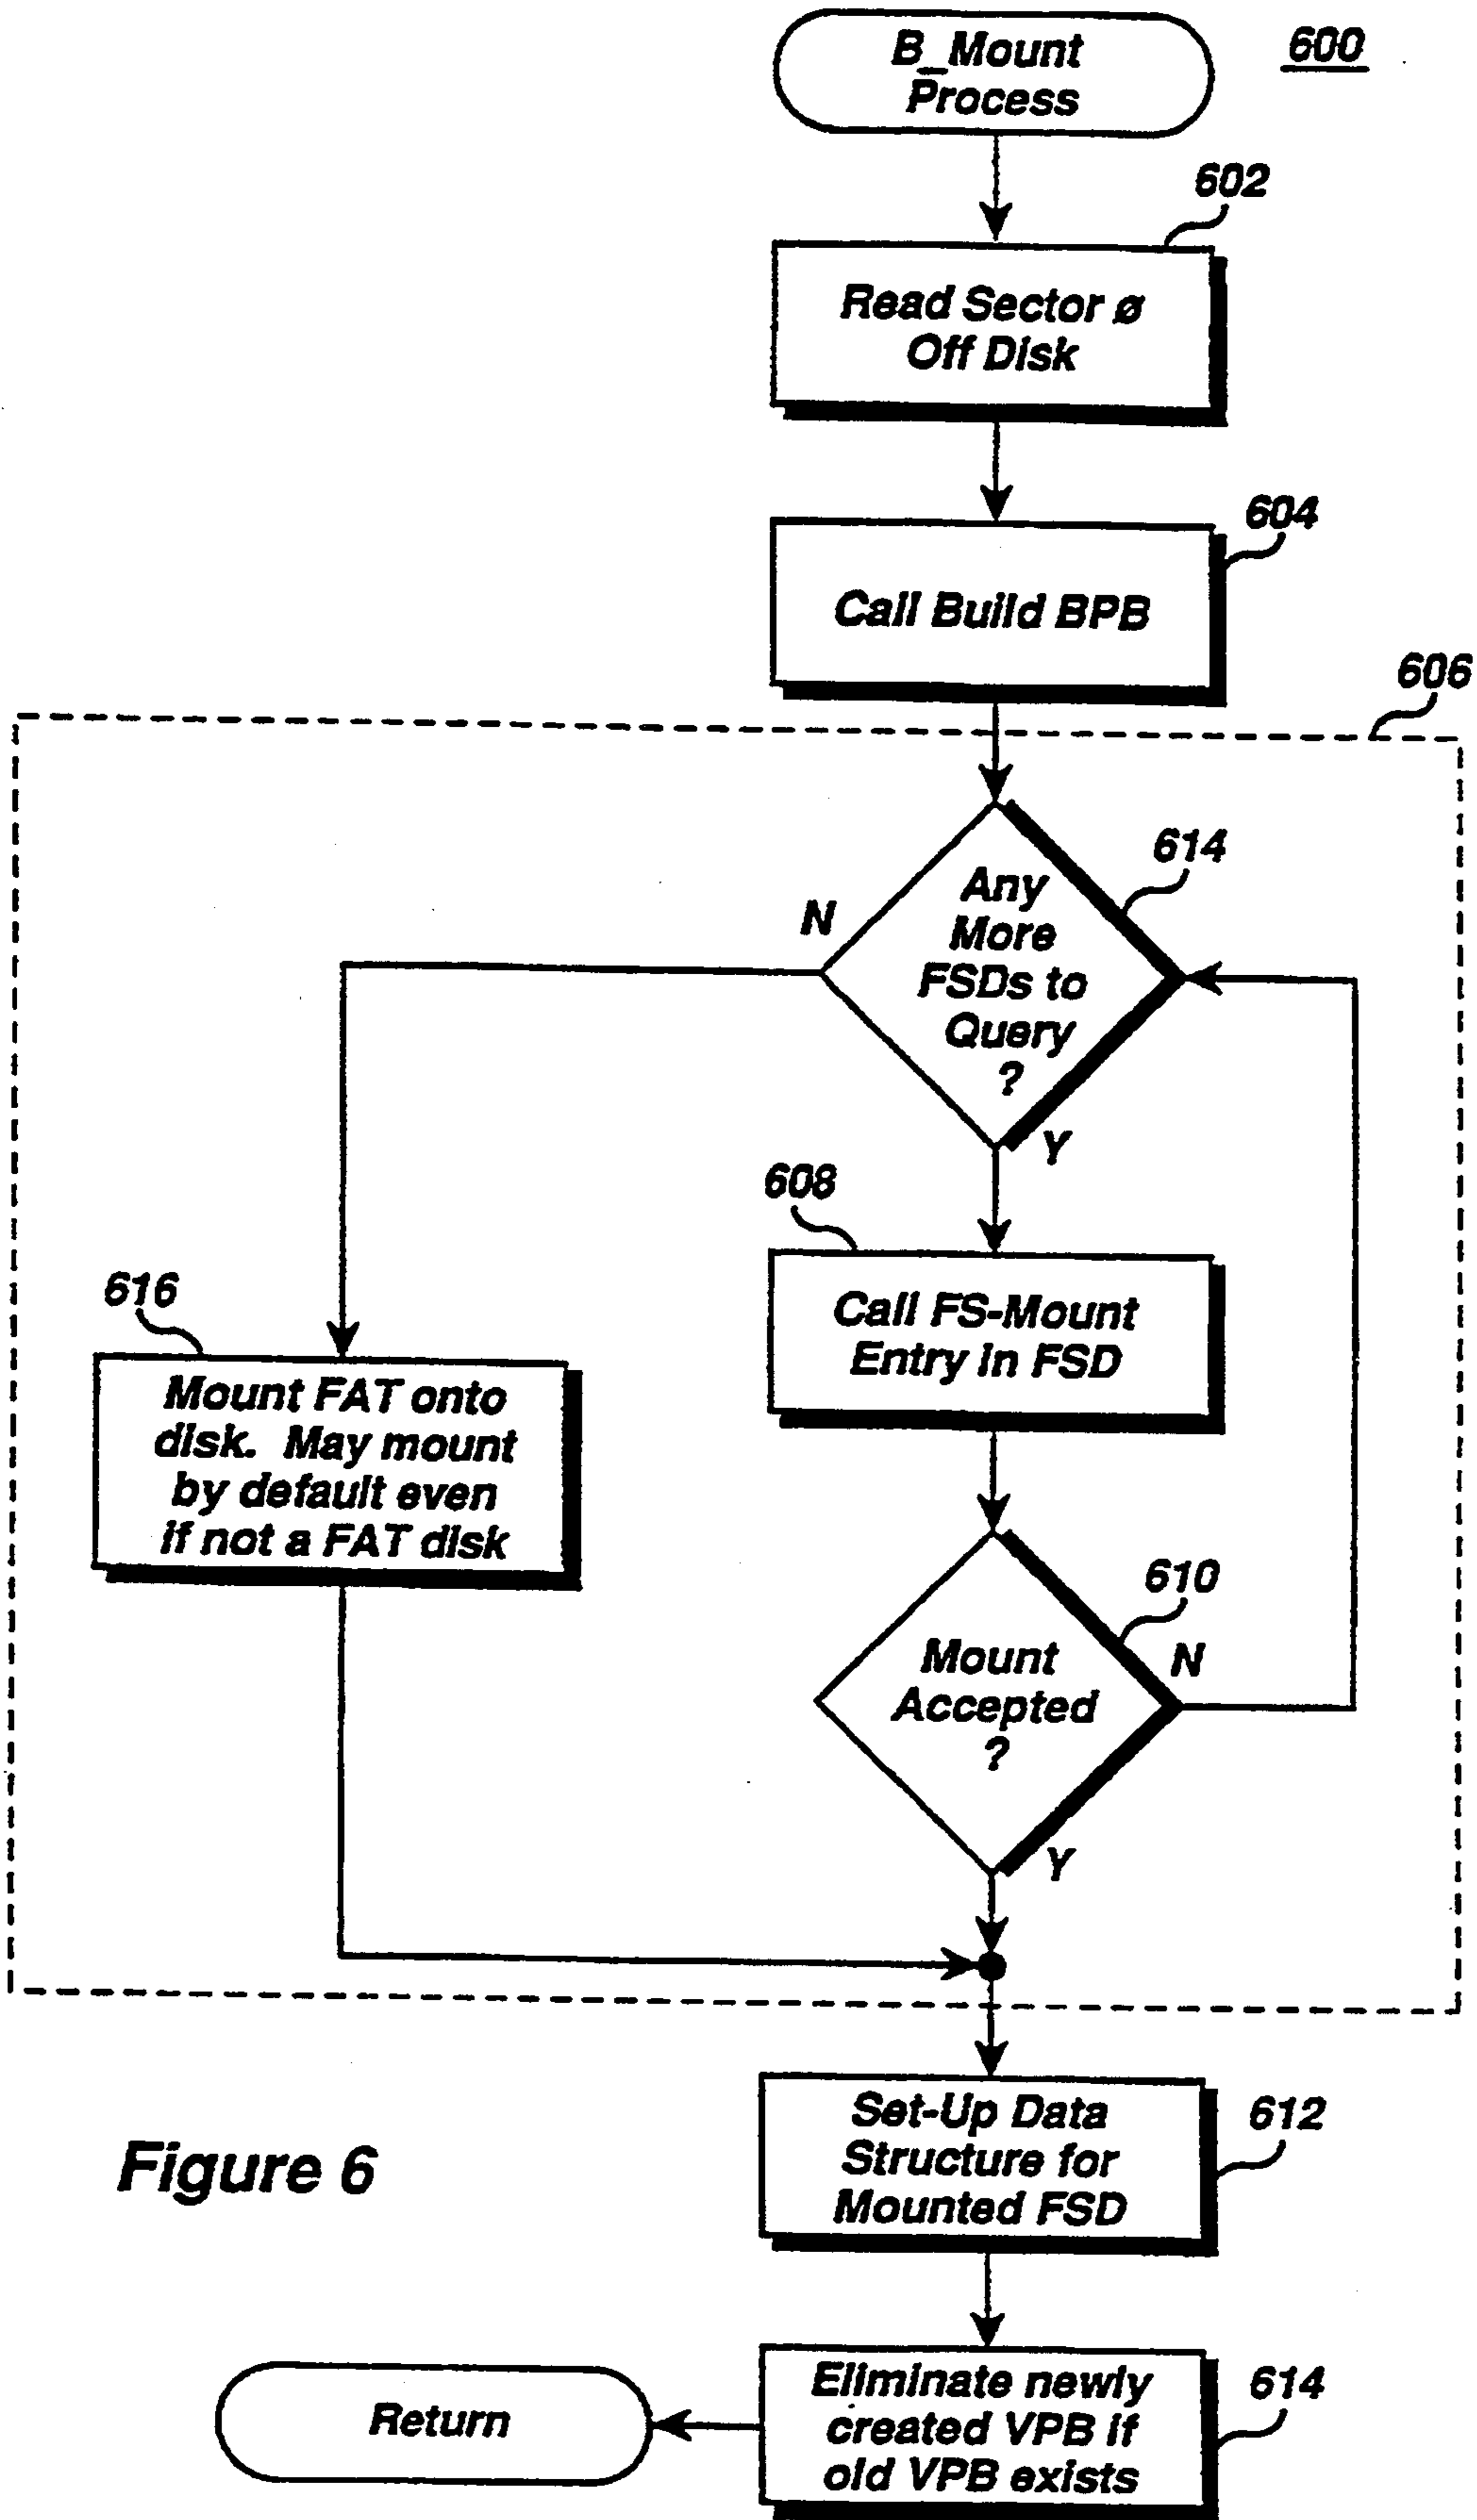 B_Mount
Process
600
602
Read Sector ø
Off Disk
604
Call Build BPB
606
614
Any
More
FSDs to
Query
?
N
Y
608
Call FS-Mount
Entry in FSD
616
Mount FAT onto
disk. May mount
by default even
if not a FAT disk
610
Mount
Accepted
?
N
Y
612
Set-Up Data
Structure for
Mounted FSD
Figure 6
614
Eliminate newly
created VPB if
old VPB exists
Return